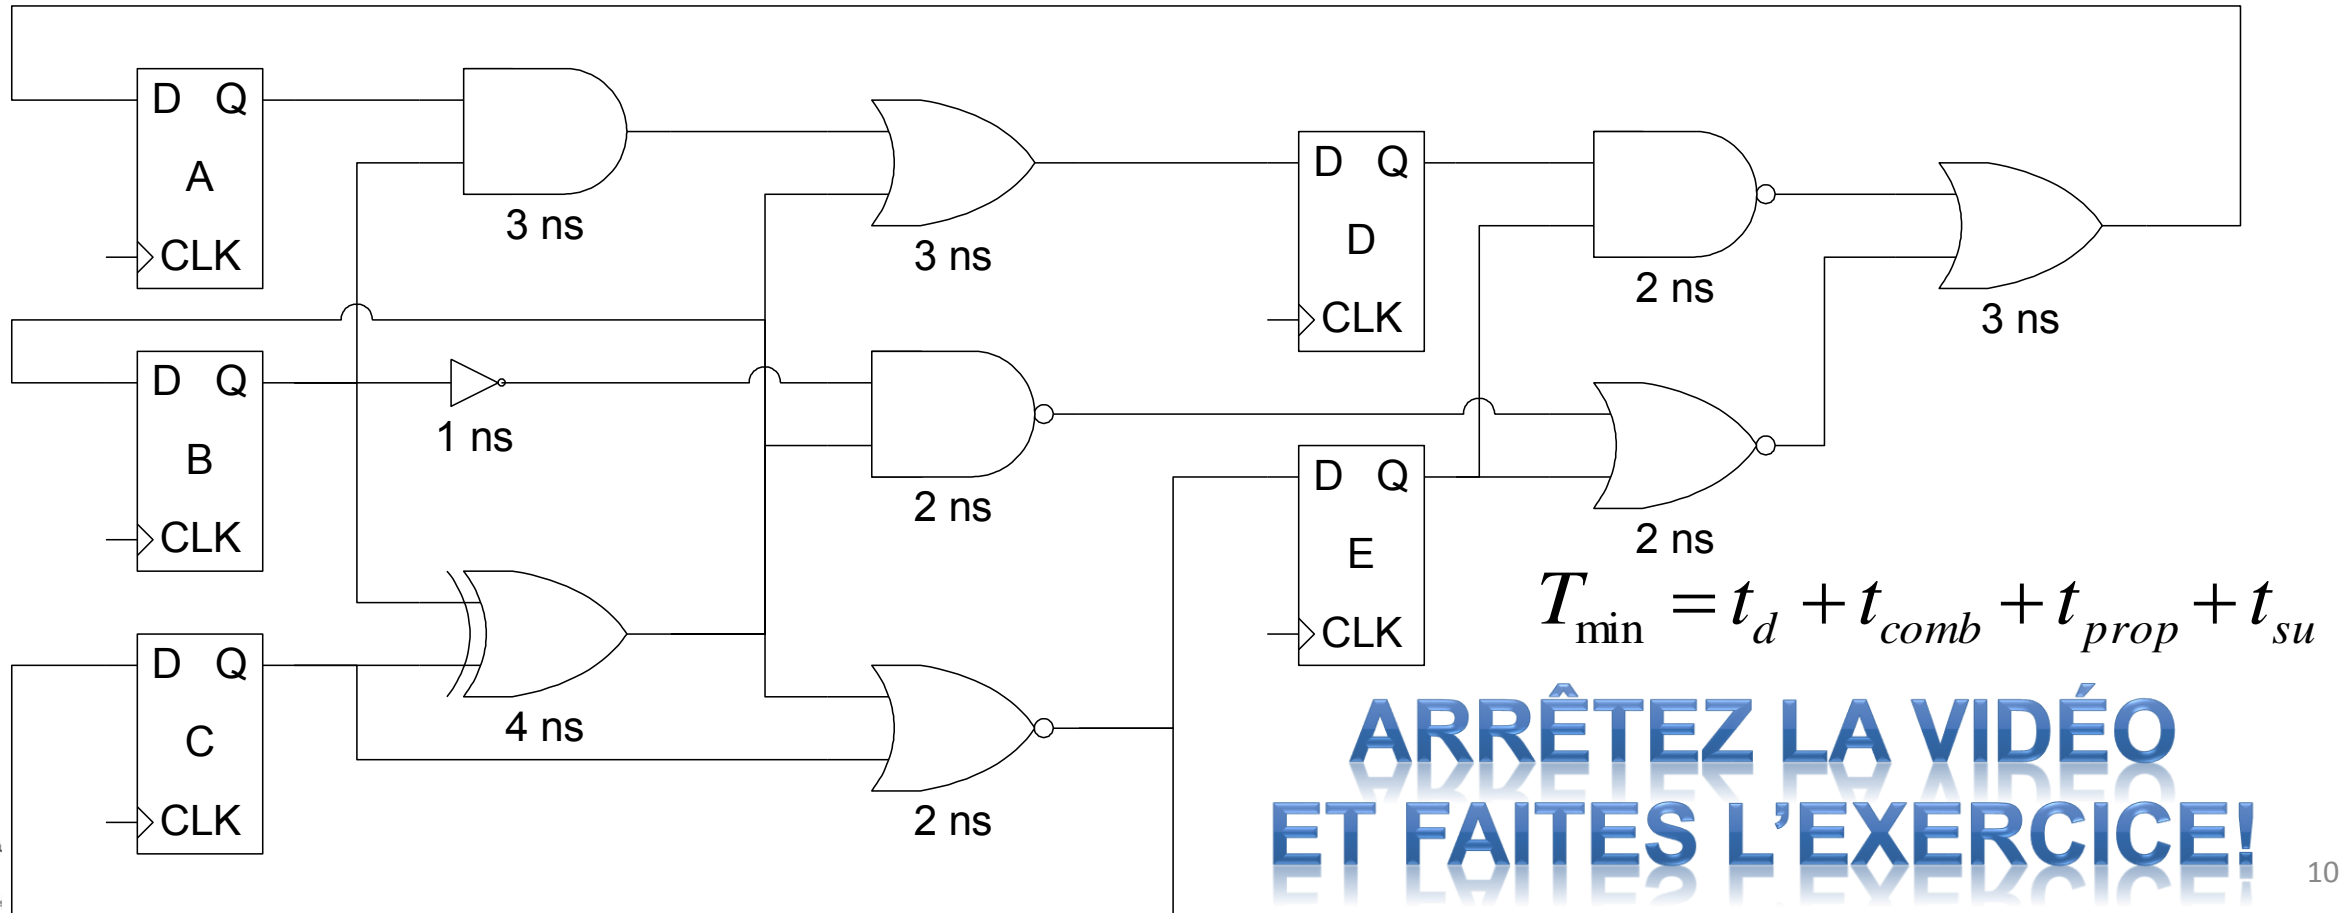 D Q
A
CLK
3 ns
3 ns
D Q
D
CLK
2 ns
3 ns
D Q
B
CLK
1 ns
2 ns
D Q
E
CLK
2 ns
D Q
C
CLK
4 ns
2 ns
T_min = t_d + t_comb + t_prop + t_su
ARRÊTEZ LA VIDÉO
ET FAITES L’EXERCICE!
10